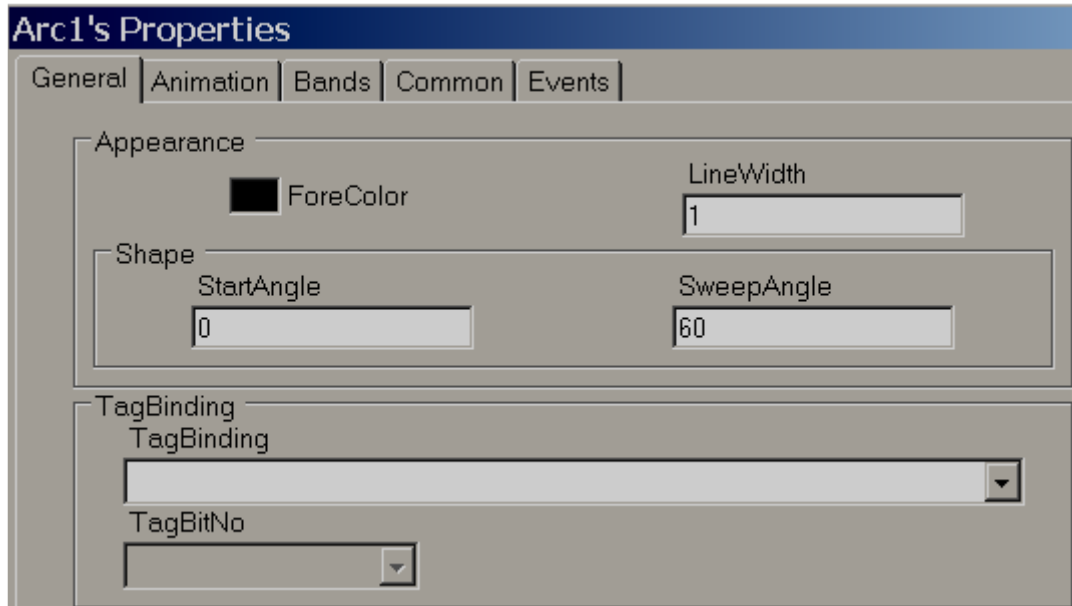 Arc1's Properties
General Animation Bands Common Events
Appearance
ForeColor
LineWidth
1
Shape
StartAngle
SweepAngle
0
60
TagBinding
TagBinding
TagBitNo